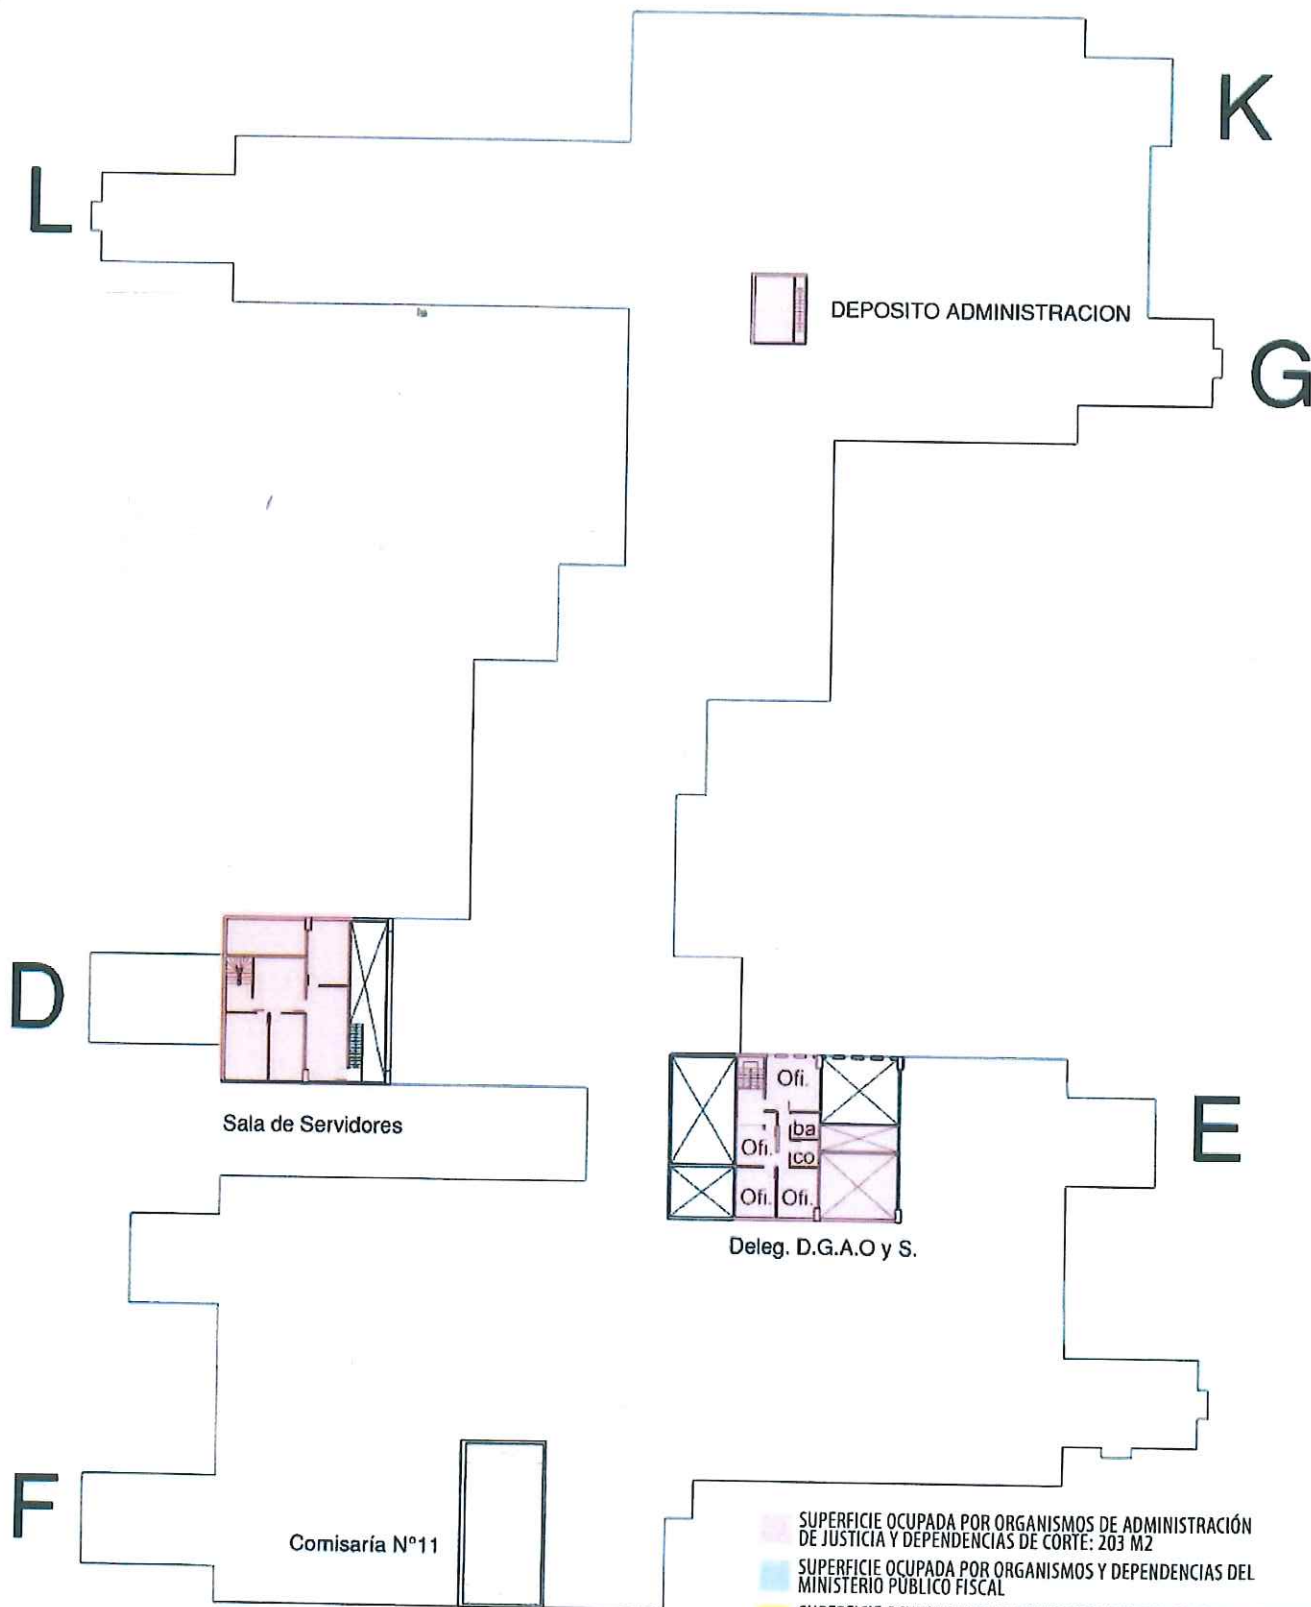 K
L
DEPOSITO ADMINISTRACION
G
D
Sala de Servidores
Ofi.
ba
Ofi.
co
Ofi.
Ofi.
E
Deleg. D.G.A.O y S.
F
Comisaría Nº11
SUPERFICIE OCUPADA POR ORGANISMOS DE ADMINISTRACIÓN
DE JUSTICIA Y DEPENDENCIAS DE CORTE: 203 M2
SUPERFICIE OCUPADA POR ORGANISMOS Y DEPENDENCIAS DEL
MINISTERIO PÚBLICO FISCAL